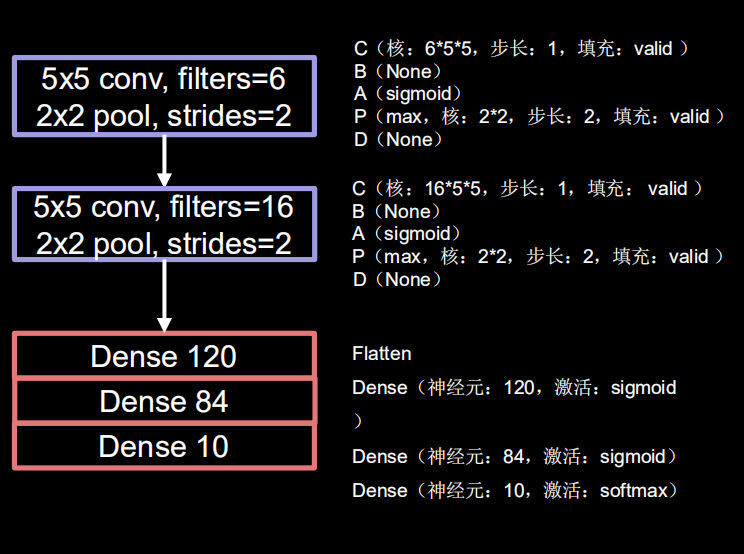 5x5 conv, filters=6
2x2 pool, strides=2
C（核：6*5*5，步长：1，填充：valid ）
B（None）
A（sigmoid）
P（max，核：2*2，步长：2，填充：valid ）
D（None）
5x5 conv, filters=16
2x2 pool, strides=2
C（核：16*5*5，步长：1，填充： valid ）
B（None）
A（sigmoid）
P（max，核：2*2，步长：2，填充：valid ）
D（None）
Dense 120
Dense 84
Dense 10
Flatten
Dense（神经元：120，激活：sigmoid
）
Dense（神经元：84，激活：sigmoid）
Dense（神经元：10，激活：softmax）